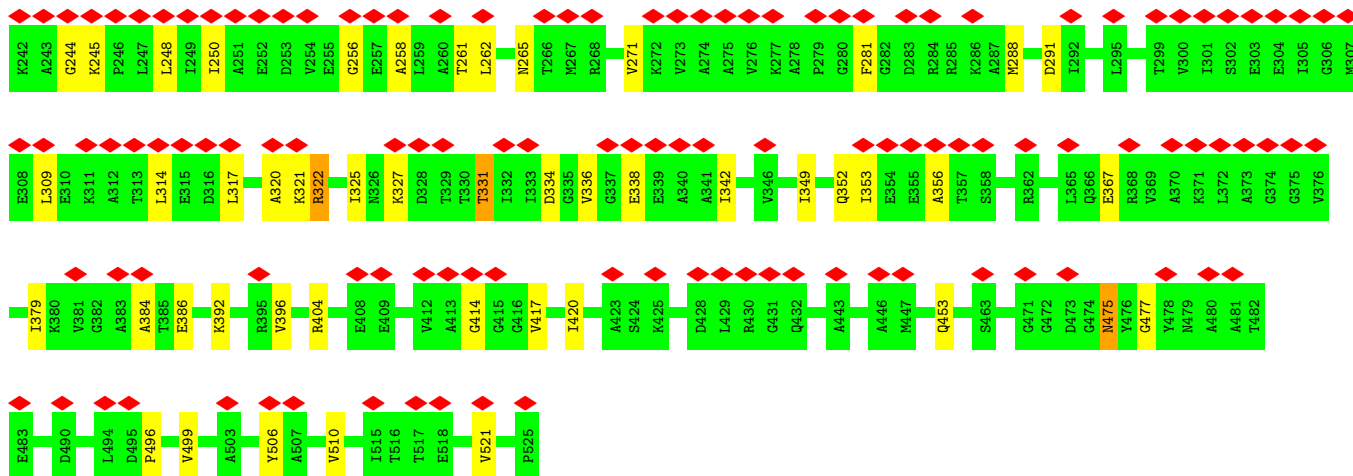 K242 A243 G244 K245 P246 L247 L248 I249 I250 A251 E252 D253 V254 E255 G256 E257 A258 L259 A260 T261 L262 N265 T266 M267 R268 V271 K272 V273 A274 A275 V276 K277 A278 P279 G280 F281 G282 D283 R284 R285 K286 A287 M288 D291 I292 L295 T299 V300 I301 S302 E303 E304 I305 G306 M307
E308 L309 E310 K311 A312 T313 L314 E315 D316 L317 A320 K321 R322 I325 N326 K327 D328 T329 T330 T331 I332 I333 D334 G335 V336 G337 E338 E339 A340 A341 I342 V346 I349 Q352 I353 E354 E355 A356 T357 S358 R362 L365 Q366 E367 R368 V369 A370 K371 L372 A373 G374 G375 V376
I379 K380 V381 G382 A383 A384 T385 E386 K392 R395 V396 R404 E408 E409 V412 A413 G414 G415 G416 V417 I420 A423 S424 K425 D428 L429 R430 G431 Q432 A443 A446 M447 Q453 S463 G471 G472 D473 G474 N475 Y476 G477 Y478 N479 A480 A481 T482
E483 D490 L494 D495 P496 V499 A503 Y506 A507 V510 I515 T516 T517 E518 V521 P525